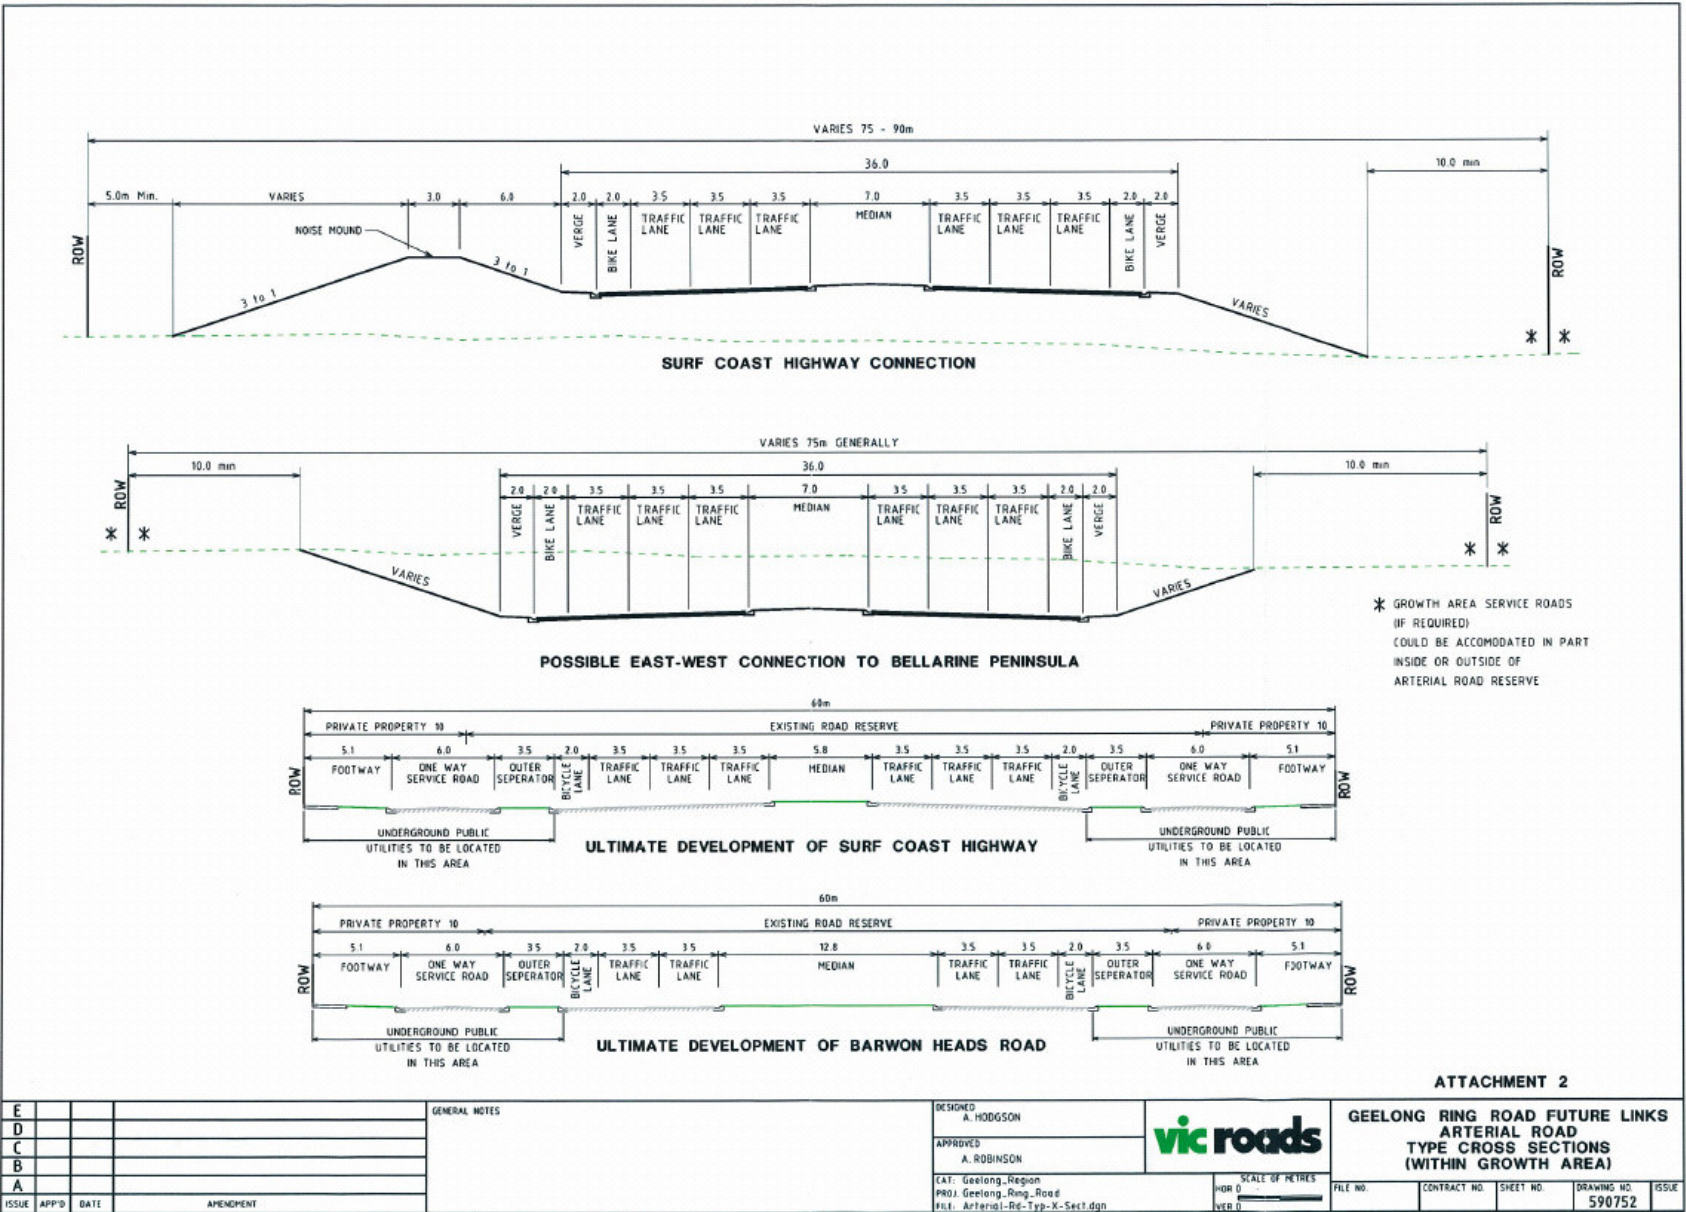 VARIES 75 - 90m
36.0
10.0 min
5.0m Min. VARIES 3.0 6.0 2.0 2.0 3.5 3.5 3.5 7.0 3.5 3.5 3.5 2.0 2.0
ROW
NOISE MOUND
VERGE
BIKE LANE
TRAFFIC LANE
TRAFFIC LANE
TRAFFIC LANE
MEDIAN
TRAFFIC LANE
TRAFFIC LANE
TRAFFIC LANE
BIKE LANE
VERGE
ROW
3 to 1
3 to 1
VARIES
* *
SURF COAST HIGHWAY CONNECTION
VARIES 75m GENERALLY
10.0 min
36.0
10.0 min
2.0 2.0 3.5 3.5 3.5 7.0 3.5 3.5 3.5 2.0 2.0
ROW
VERGE
BIKE LANE
TRAFFIC LANE
TRAFFIC LANE
TRAFFIC LANE
MEDIAN
TRAFFIC LANE
TRAFFIC LANE
TRAFFIC LANE
BIKE LANE
VERGE
ROW
* *
* *
VARIES
VARIES
POSSIBLE EAST-WEST CONNECTION TO BELLARINE PENINSULA
* GROWTH AREA SERVICE ROADS
(IF REQUIRED)
COULD BE ACCOMODATED IN PART
INSIDE OR OUTSIDE OF
ARTERIAL ROAD RESERVE
60m
PRIVATE PROPERTY 10 EXISTING ROAD RESERVE PRIVATE PROPERTY 10
5.1 6.0 3.5 2.0 3.5 3.5 3.5 5.8 3.5 3.5 3.5 2.0 3.5 6.0 5.1
ROW
FOOTWAY
ONE WAY
SERVICE ROAD
OUTER
SEPERATOR
BICYCLE
LANE
TRAFFIC
LANE
TRAFFIC
LANE
TRAFFIC
LANE
MEDIAN
TRAFFIC
LANE
TRAFFIC
LANE
TRAFFIC
LANE
BICYCLE
LANE
OUTER
SEPERATOR
ONE WAY
SERVICE ROAD
FOOTWAY
ROW
UNDERGROUND PUBLIC
UTILITIES TO BE LOCATED
IN THIS AREA
ULTIMATE DEVELOPMENT OF SURF COAST HIGHWAY
UNDERGROUND PUBLIC
UTILITIES TO BE LOCATED
IN THIS AREA
60m
PRIVATE PROPERTY 10 EXISTING ROAD RESERVE PRIVATE PROPERTY 10
5.1 6.0 3.5 2.0 3.5 3.5 12.8 3.5 3.5 2.0 3.5 6.0 5.1
ROW
FOOTWAY
ONE WAY
SERVICE ROAD
OUTER
SEPERATOR
BICYCLE
LANE
TRAFFIC
LANE
TRAFFIC
LANE
MEDIAN
TRAFFIC
LANE
TRAFFIC
LANE
BICYCLE
LANE
OUTER
SEPERATOR
ONE WAY
SERVICE ROAD
FOOTWAY
ROW
UNDERGROUND PUBLIC
UTILITIES TO BE LOCATED
IN THIS AREA
ULTIMATE DEVELOPMENT OF BARWON HEADS ROAD
UNDERGROUND PUBLIC
UTILITIES TO BE LOCATED
IN THIS AREA
ATTACHMENT 2
E
D
C
B
A
ISSUE APP'D DATE AMENDMENT
GENERAL NOTES
DESIGNED
A. HODGSON
APPROVED
A. ROBINSON
CAT: Geelong_Region
PROJ: Geelong_Ring_Road
FILE: Arterial-Rd-Typ-X-Sect.dgn
vic roads
SCALE OF METRES
HOR 0
VER 0
GEELONG RING ROAD FUTURE LINKS
ARTERIAL ROAD
TYPE CROSS SECTIONS
(WITHIN GROWTH AREA)
FILE NO. CONTRACT NO. SHEET NO. DRAWING NO. ISSUE
590752